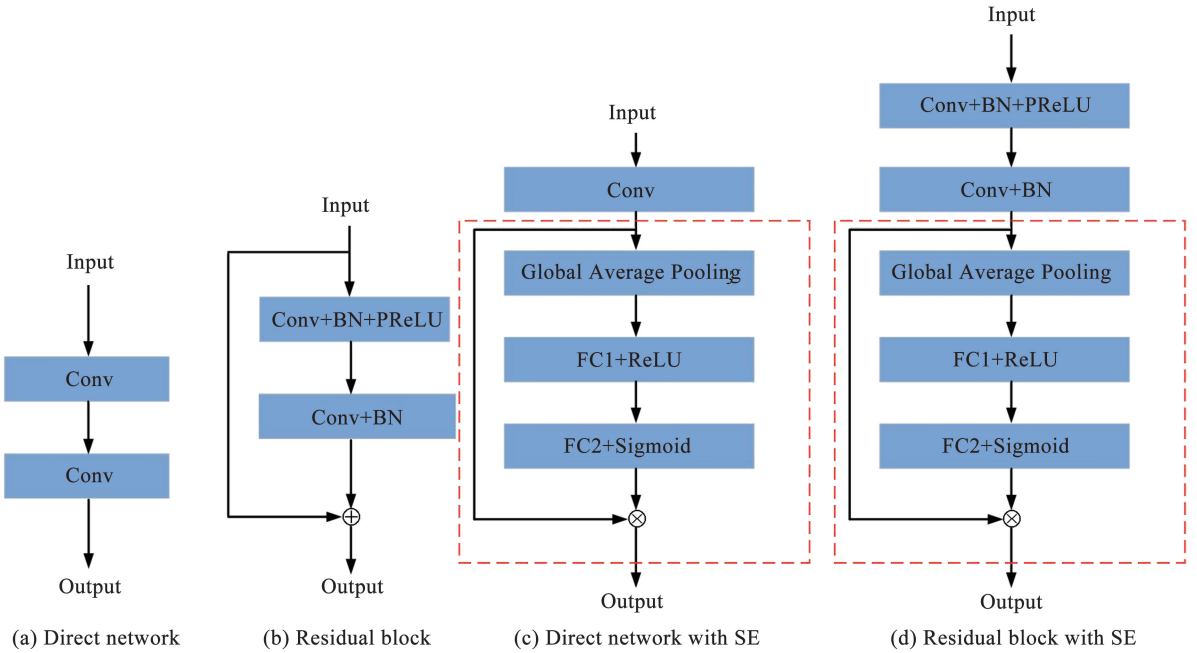 Input
Conv
Conv
Output
(a) Direct network
Input
Conv+BN+PReLU
Conv+BN
Output
(b) Residual block
Input
Conv
Global Average Pooling
FC1+ReLU
FC2+Sigmoid
Output
(c) Direct network with SE
Input
Conv+BN+PReLU
Conv+BN
Global Average Pooling
FC1+ReLU
FC2+Sigmoid
Output
(d) Residual block with SE